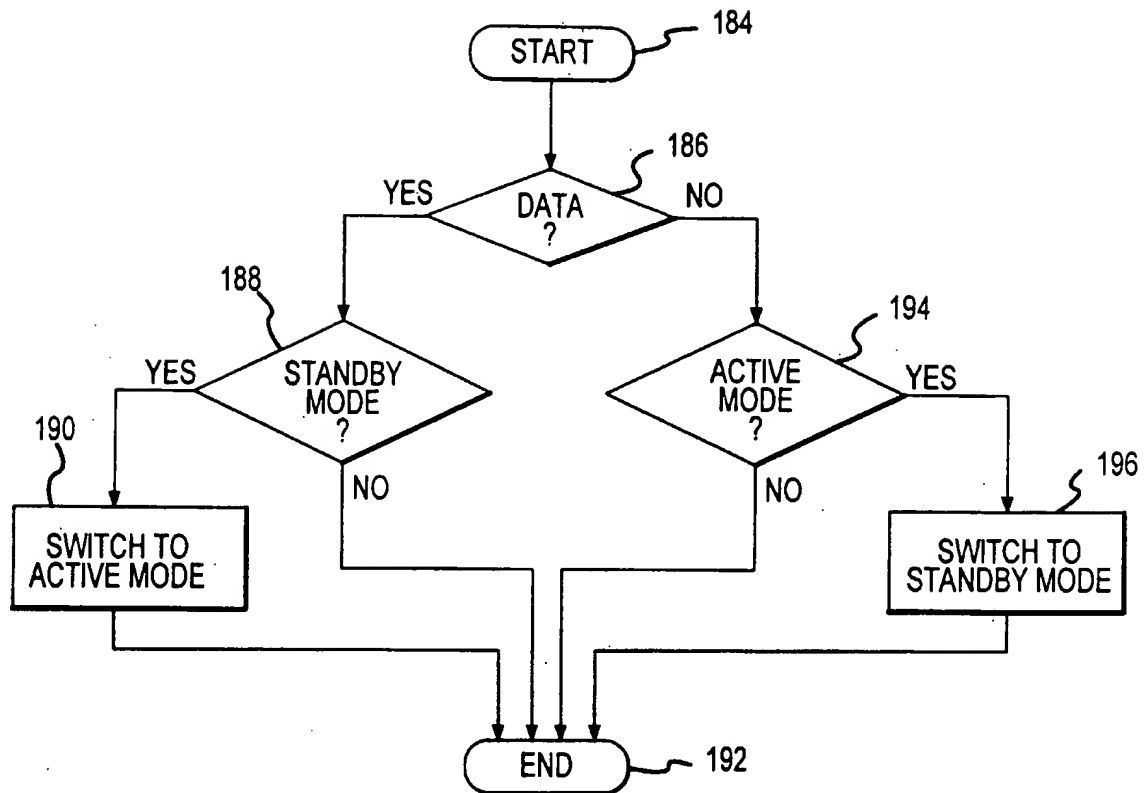 START
184
186
YES
DATA
?
NO
188
194
YES
STANDBY
MODE
?
NO
ACTIVE
MODE
?
YES
NO
190
SWITCH TO
ACTIVE MODE
196
SWITCH TO
STANDBY MODE
END
192